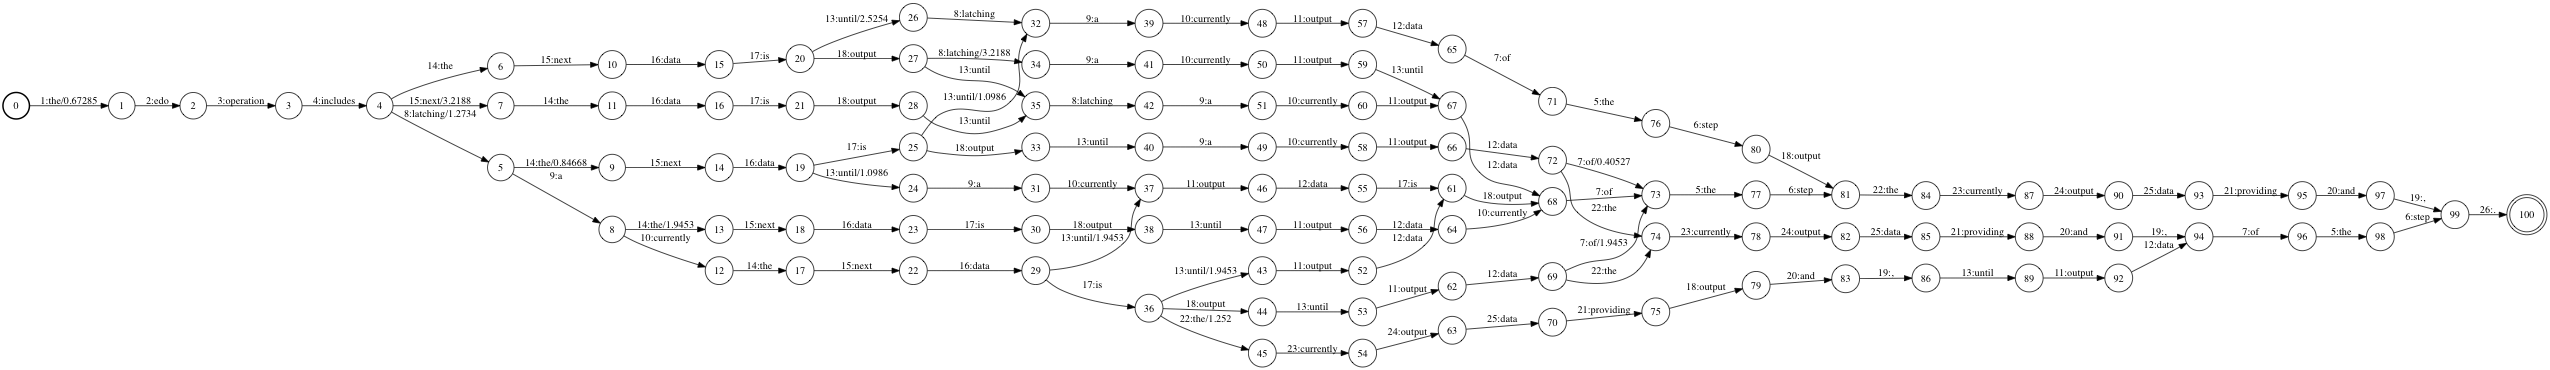 0 1:the/0.67285 1 2:edo 2 3:operation 3 4:includes 4
14:the 6 15:next 10 16:data 15 17:is 20
13:until/2.5254 26 8:latching 32 9:a 39 10:currently 48 11:output 57 12:data 65 7:of 71 5:the 76 6:step 80 18:output 81
18:output 27 8:latching/3.2188 34 9:a 41 10:currently 50 11:output 59 13:until 67
13:until
15:next/3.2188 7 14:the 11 16:data 16 17:is 21 18:output 28 13:until 35 8:latching 42 9:a 51 10:currently 60 11:output
12:data 68
8:latching/1.2734 5 14:the/0.84668 9 15:next 14 16:data 19 17:is 25 13:until/1.0986
18:output 33 13:until 40 9:a 49 10:currently 58 11:output 66 12:data 72 7:of/0.40527 73
22:the 74
13:until/1.0986 24 9:a 31 10:currently 37 11:output 46 12:data 55 17:is 61 18:output
7:of 5:the 77 6:step 22:the 84 23:currently 87 24:output 90 25:data 93 21:providing 95 20:and 97 19:, 99 26:. 100
9:a 8 14:the/1.9453 13 15:next 18 16:data 23 17:is 30 18:output 38 13:until 47 11:output 56 12:data 64 10:currently
23:currently 78 24:output 82 25:data 85 21:providing 88 20:and 91 19:, 94 7:of 96 5:the 98 6:step
10:currently 12 14:the 17 15:next 22 16:data 29 13:until/1.9453
17:is 36 13:until/1.9453 43 11:output 52 12:data
18:output 44 13:until 53 11:output 62 12:data 69 7:of/1.9453
22:the
22:the/1.252 45 23:currently 54 24:output 63 25:data 70 21:providing 75 18:output 79 20:and 83 19:, 86 13:until 89 11:output 92 12:data